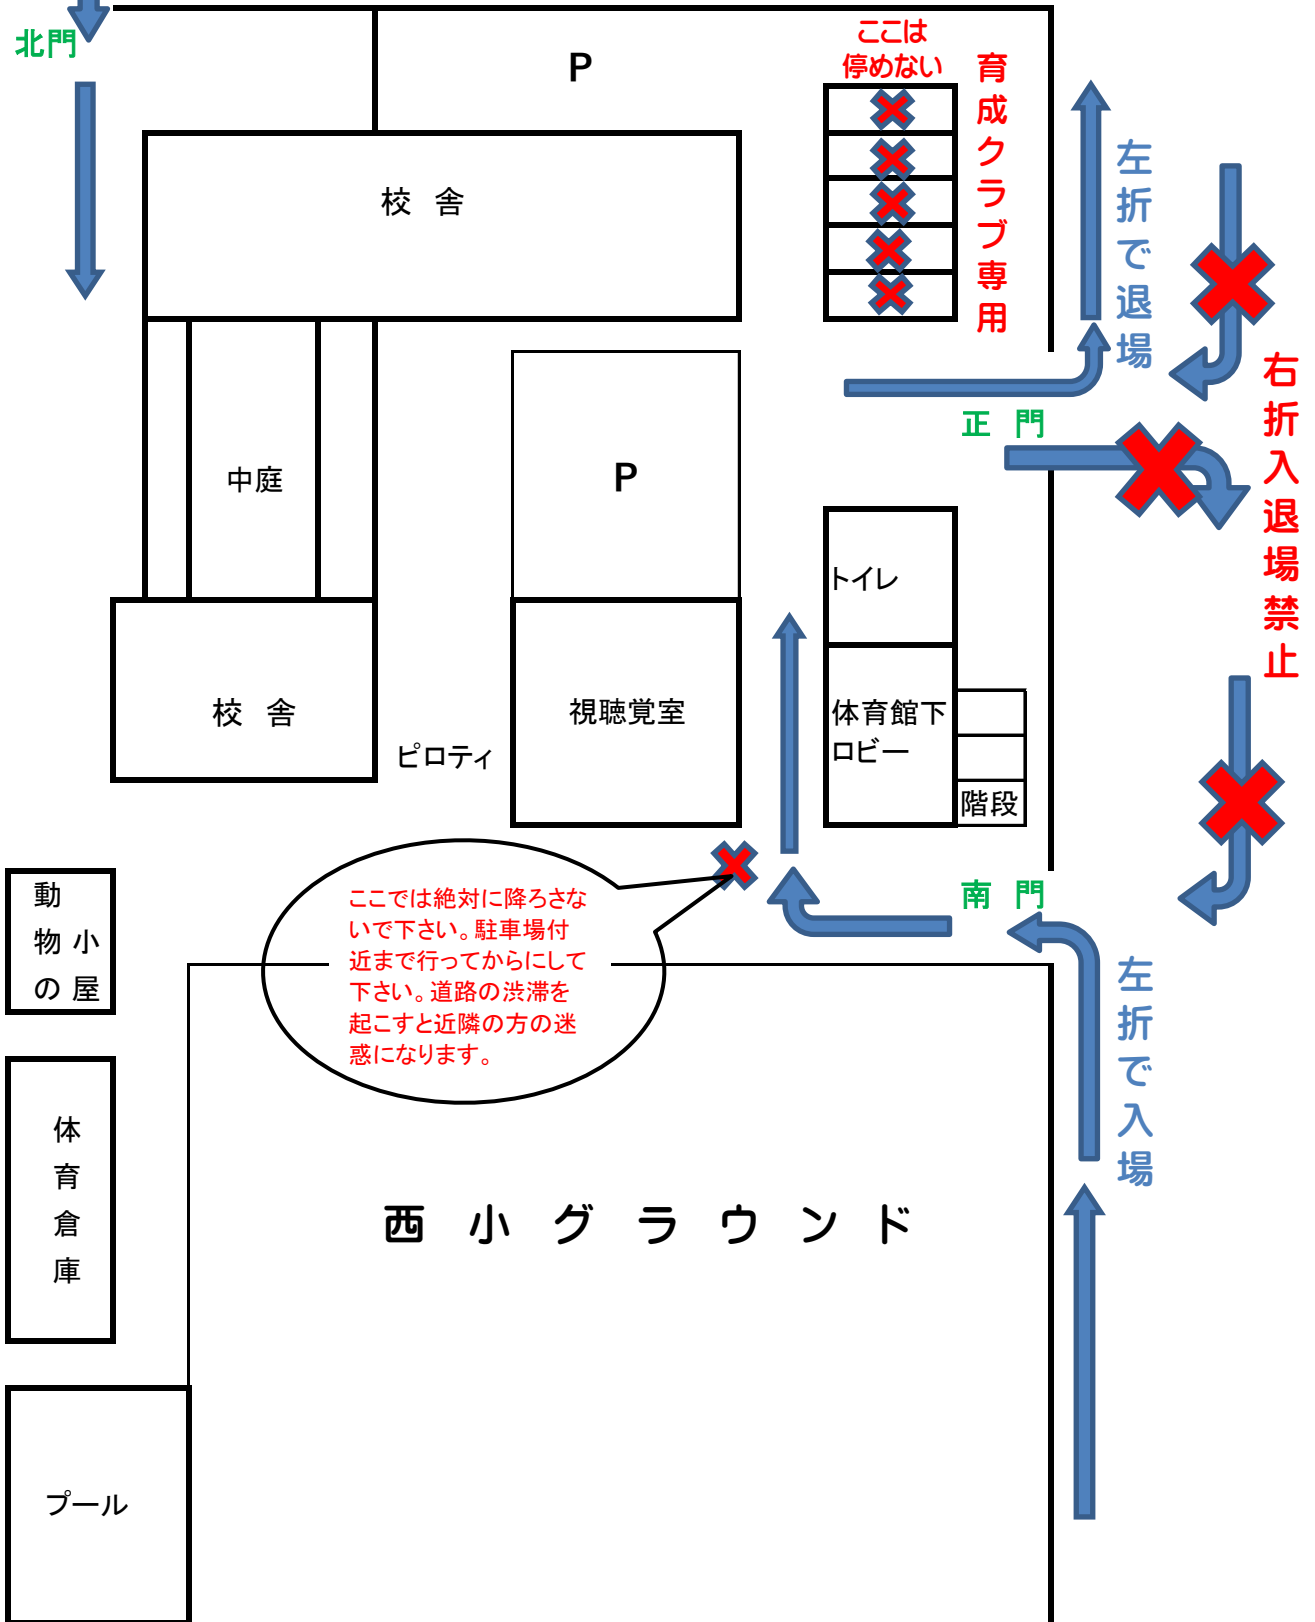 北門
P
ここは
停めない
育成クラブ専用
左折で退場
校 舎
右折入退場禁止
正 門
中庭
P
トイレ
校 舎
ピロティ
視聴覚室
体育館下
ロビー
階段
南 門
動
物 小
の 屋
ここでは絶対に降ろさな
いで下さい。駐車場付
近まで行ってからにして
下さい。道路の渋滞を
起こすと近隣の方の迷
惑になります。
左折で入場
体育倉庫
西 小 グ ラ ウ ン ド
プール